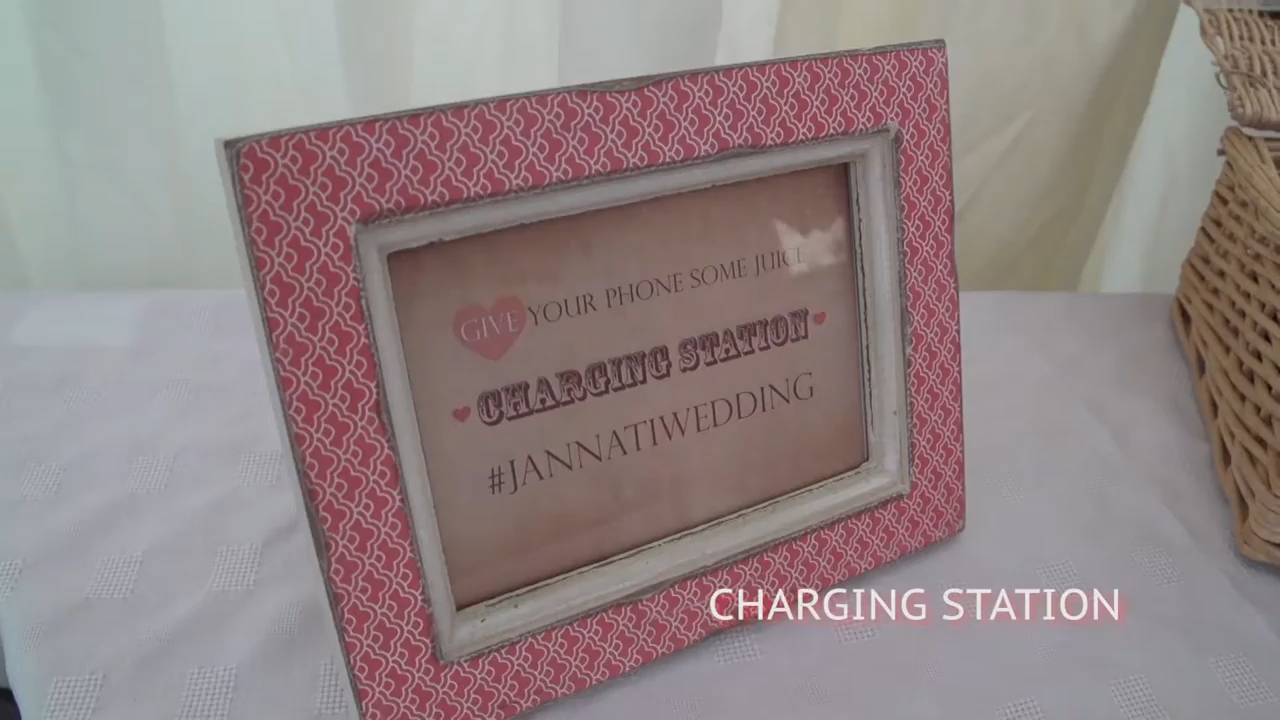 GIVE YOUR PHONE SOME JUICE
CHARGING STATION
#JANNATIWEDDING
CHARGING STATION